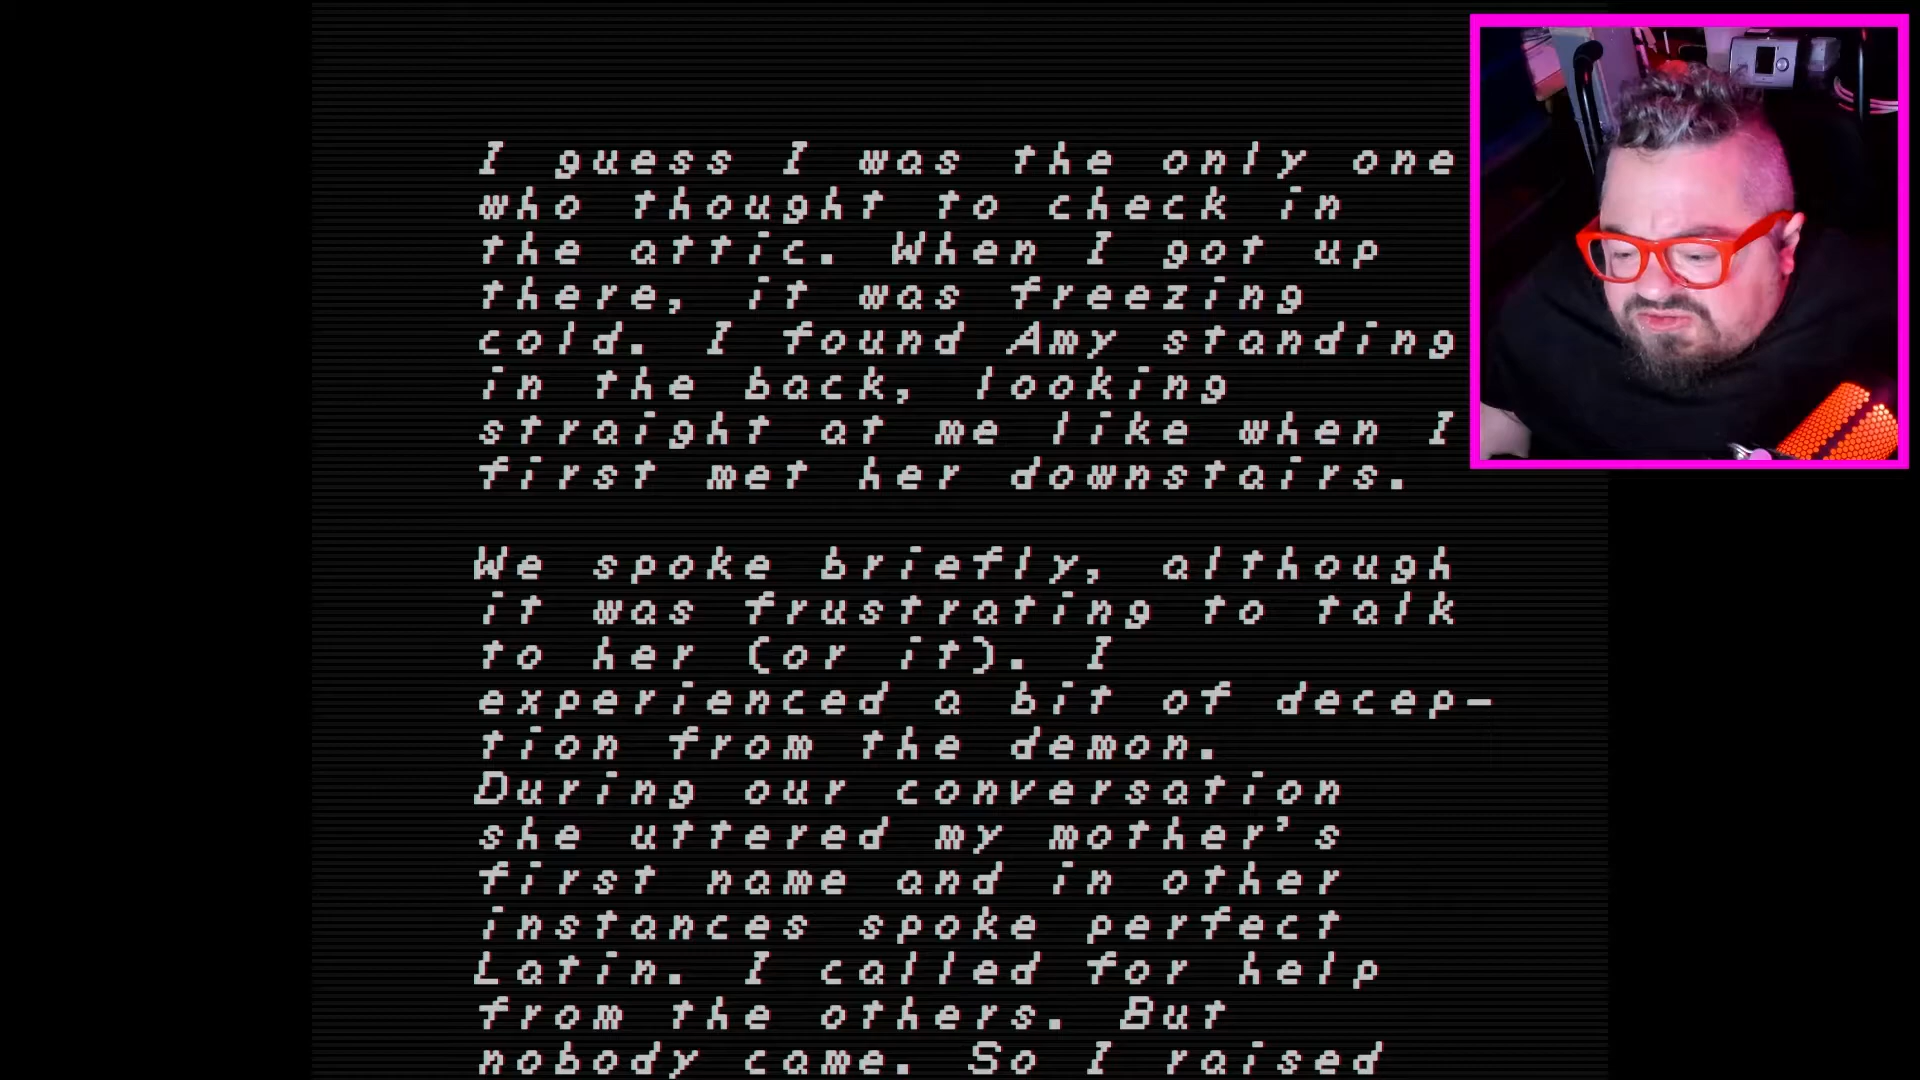 I guess I was the only one
who thought to check in
the attic. When I got up
there, it was freezing
cold. I found Amy standing
in the back, looking
straight at me like when I
first met her downstairs.
We spoke briefly, although
it was frustrating to talk
to her (or it). I
experienced a bit of decep-
tion from the demon.
During our conversation
she uttered my mother's
first name and in other
instances spoke perfect
Latin. I called for help
from the others. But
nobody came. So I raised